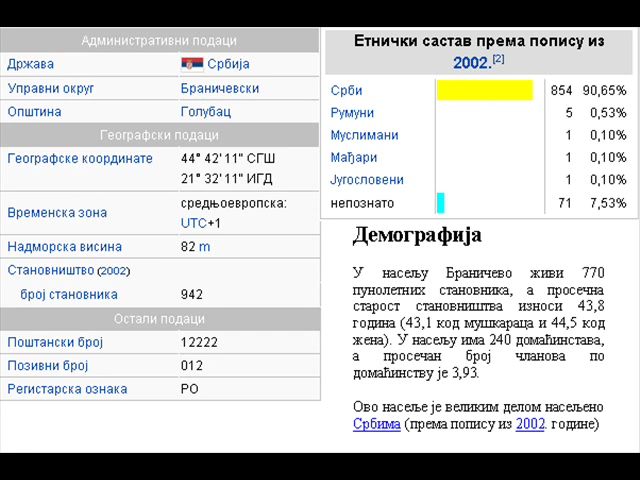 Административни подаци
Држава Србија
Управни округ Браничевски
Општина Голубац
Географски подаци
Географске координате 44° 42' 11" СГШ
21° 32' 11" ИГД
Временска зона средњоевропска:
UTC+1
Надморска висина 82 m
Становништво (2002)
број становника 942
Остали подаци
Поштански број 12222
Позивни број 012
Регистарска ознака PO
Етнички састав према попису из
2002.[2]
Срби 854 90,65%
Румуни 5 0,53%
Муслимани 1 0,10%
Мађари 1 0,10%
Југословени 1 0,10%
непознато 71 7,53%
Демографија
У насељу Браничево живи 770
пунолетних становника, а просечна
старост становништва износи 43,8
година (43,1 код мушкараца и 44,5 код
жена). У насељу има 240 домаћинстава,
а просечан број чланова по
домаћинству је 3,93.
Ово насеље је великим делом насељено
Србима (према попису из 2002. године)